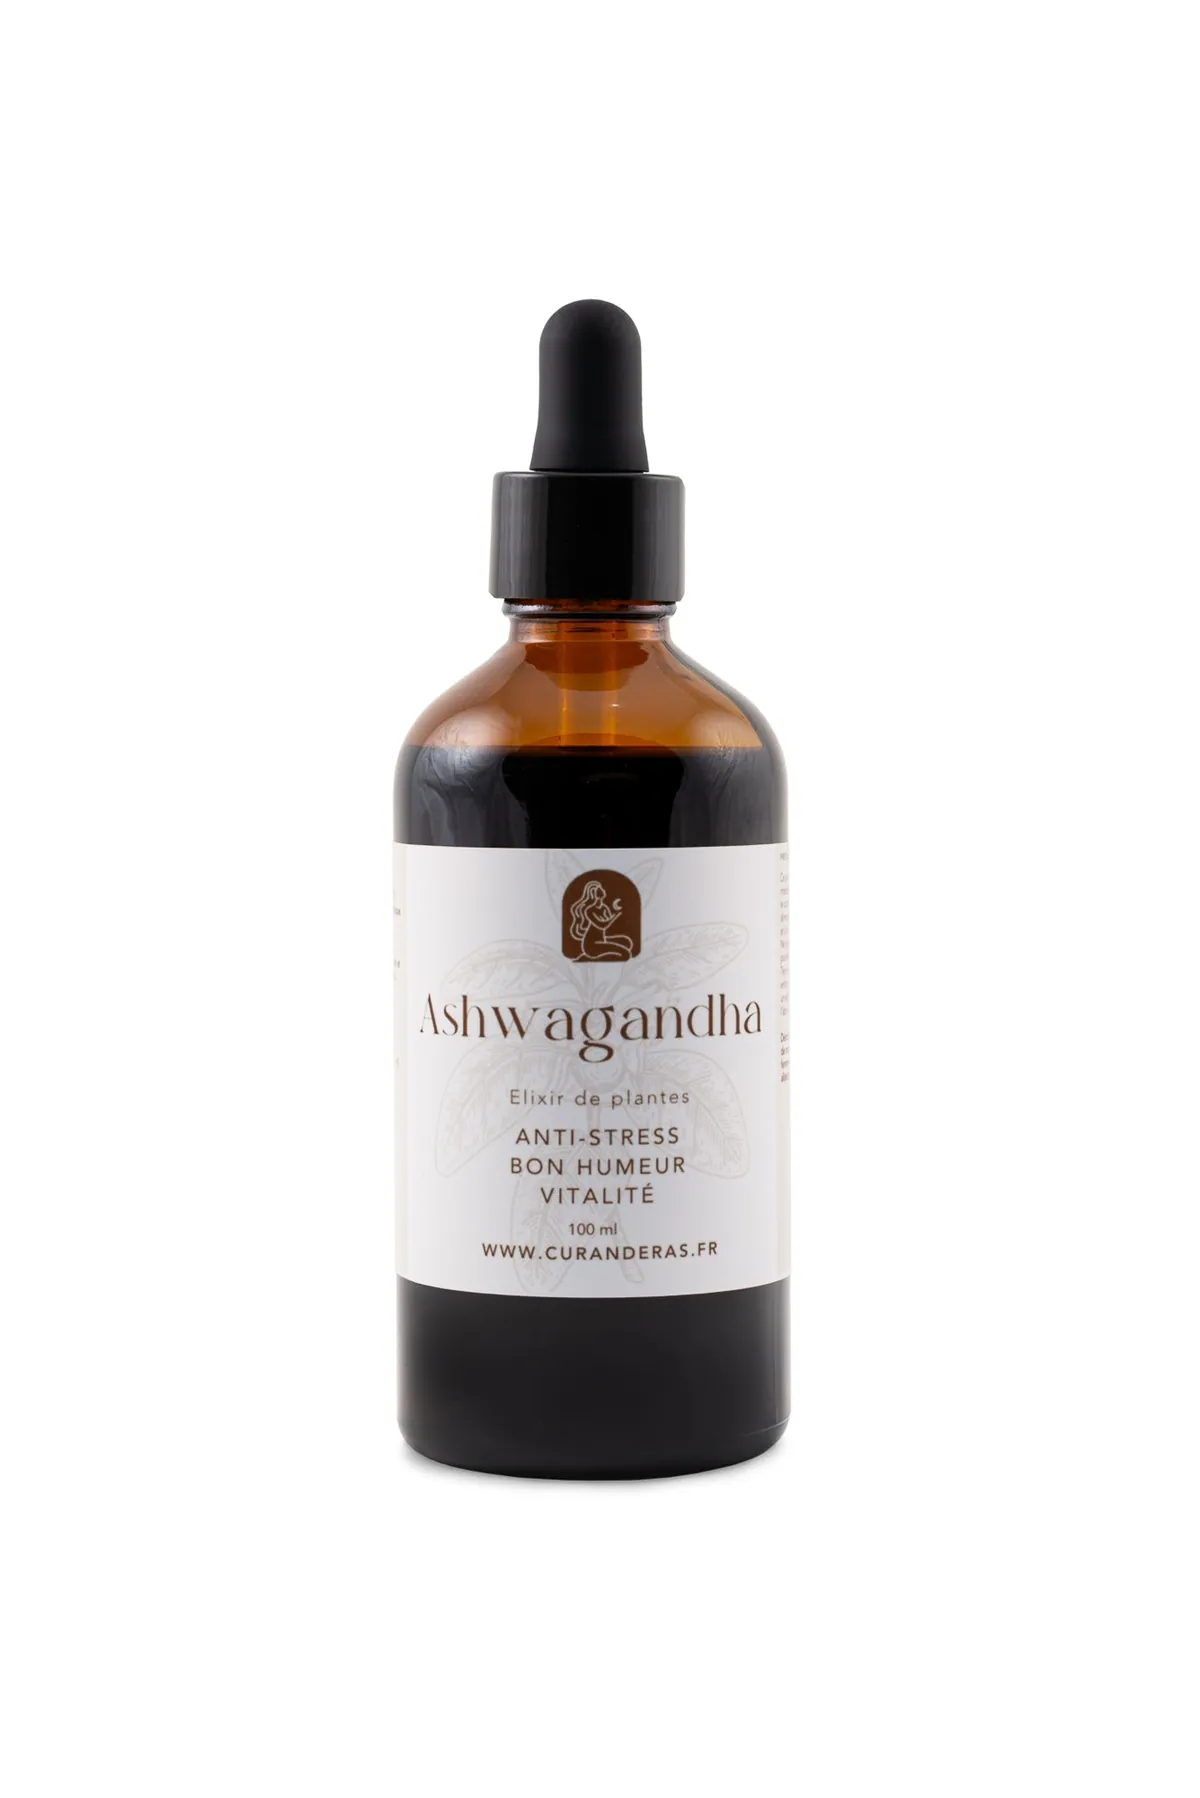 Ashwagandha
Elixir de plantes
ANTI-STRESS
BON HUMEUR
VITALITÉ
100 ml
WWW.CURANDERAS.FR